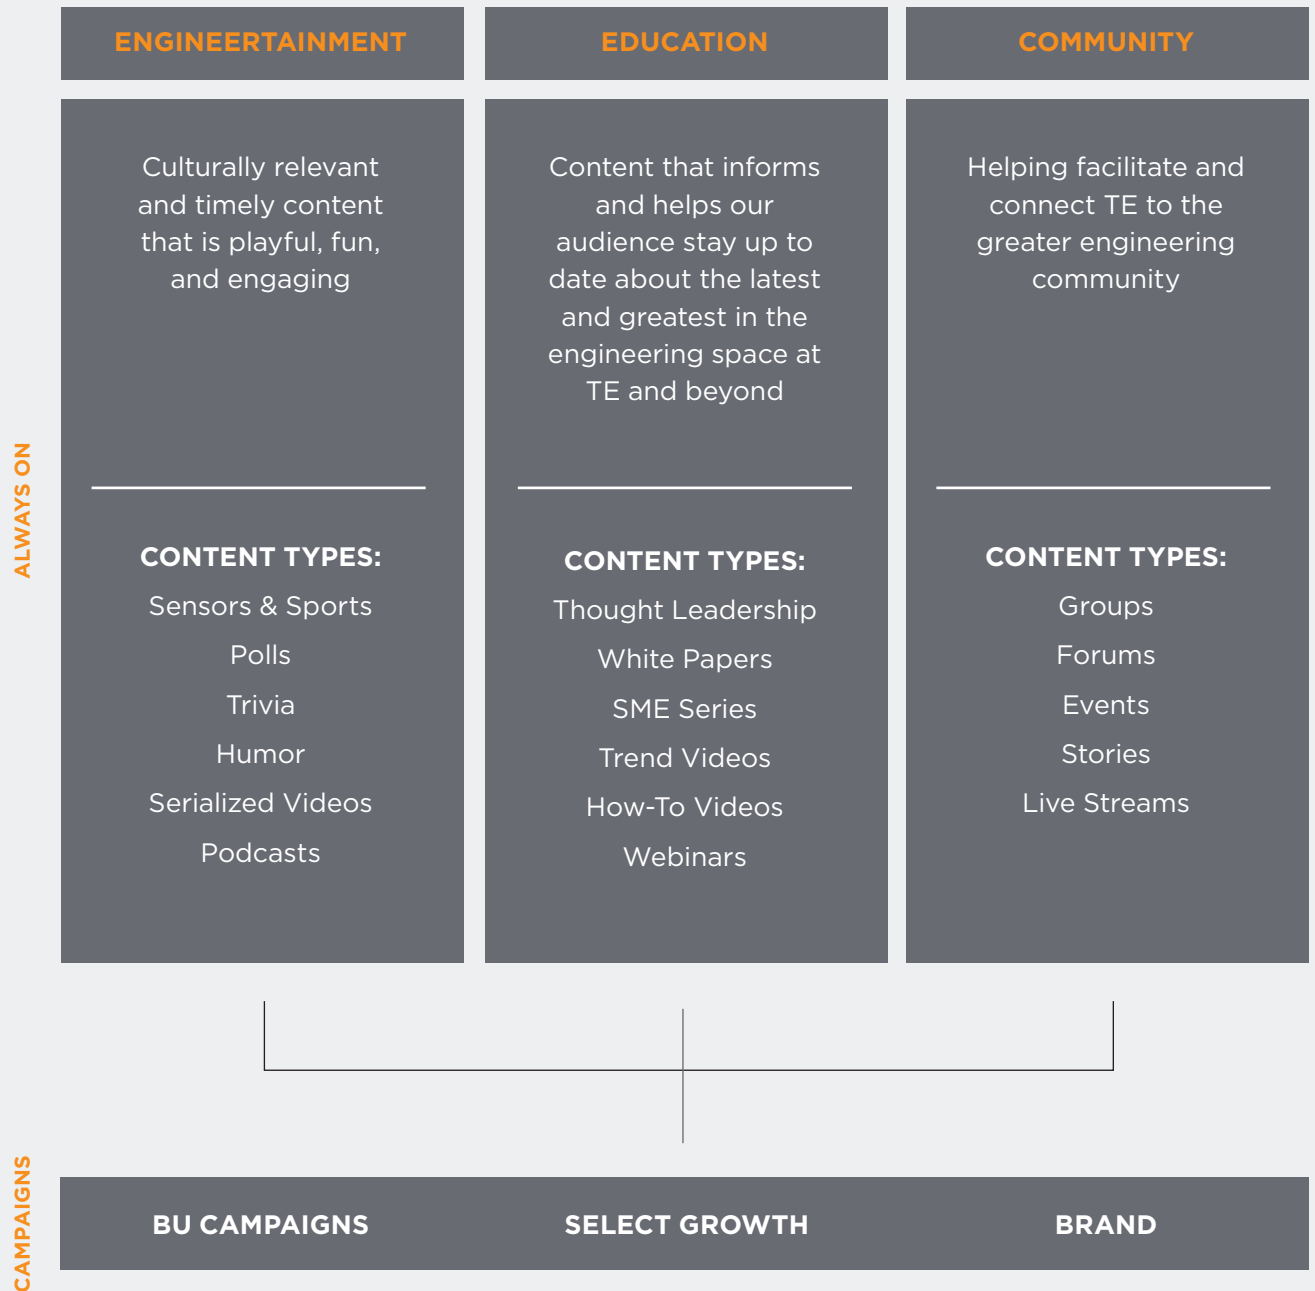 ENGINEERTAINMENT
Culturally relevant
and timely content
that is playful, fun,
and engaging
CONTENT TYPES:
Sensors & Sports
Polls
Trivia
Humor
Serialized Videos
Podcasts
EDUCATION
Content that informs
and helps our
audience stay up to
date about the latest
and greatest in the
engineering space at
TE and beyond
CONTENT TYPES:
Thought Leadership
White Papers
SME Series
Trend Videos
How-To Videos
Webinars
COMMUNITY
Helping facilitate and
connect TE to the
greater engineering
community
CONTENT TYPES:
Groups
Forums
Events
Stories
Live Streams
ALWAYS ON
CAMPAIGNS
BU CAMPAIGNS
SELECT GROWTH
BRAND